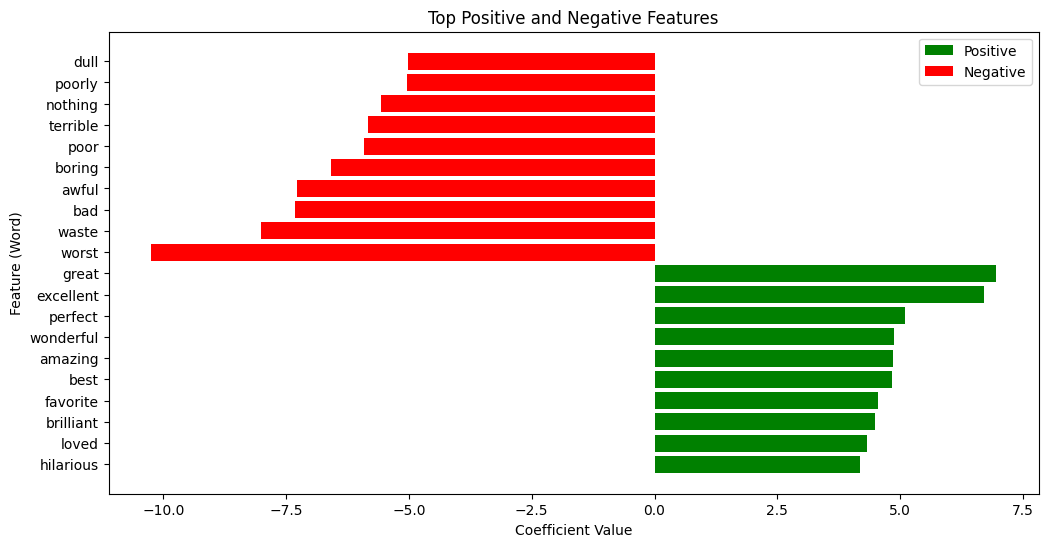 Top Positive and Negative Features
Positive
Negative
Feature (Word)
dull
poorly
nothing
terrible
poor
boring
awful
bad
waste
worst
great
excellent
perfect
wonderful
amazing
best
favorite
brilliant
loved
hilarious
−10.0 −7.5 −5.0 −2.5 0.0 2.5 5.0 7.5
Coefficient Value